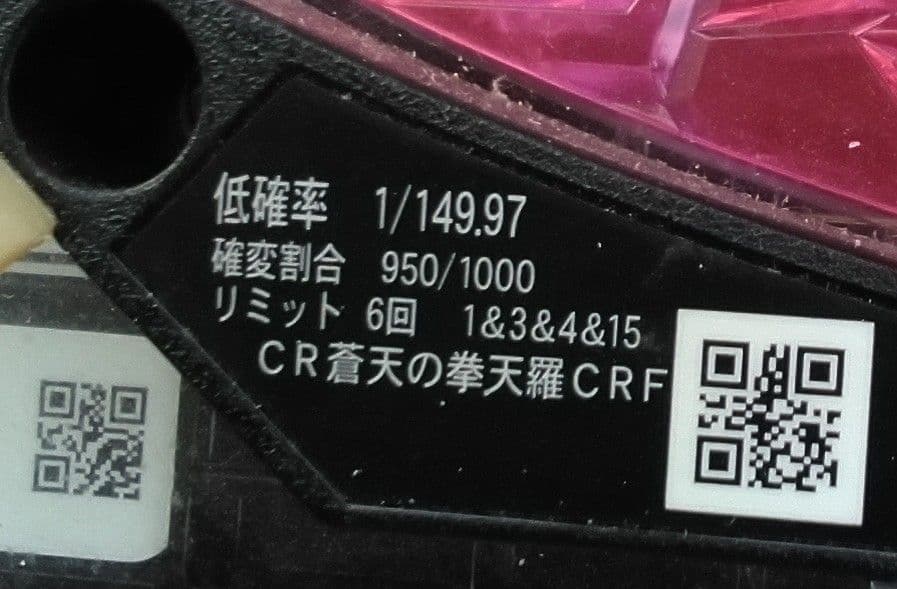 低確率 1/149.97
確変割合 950/1000
リミット 6回 1&3&4&15
CR蒼天の拳天羅CRF